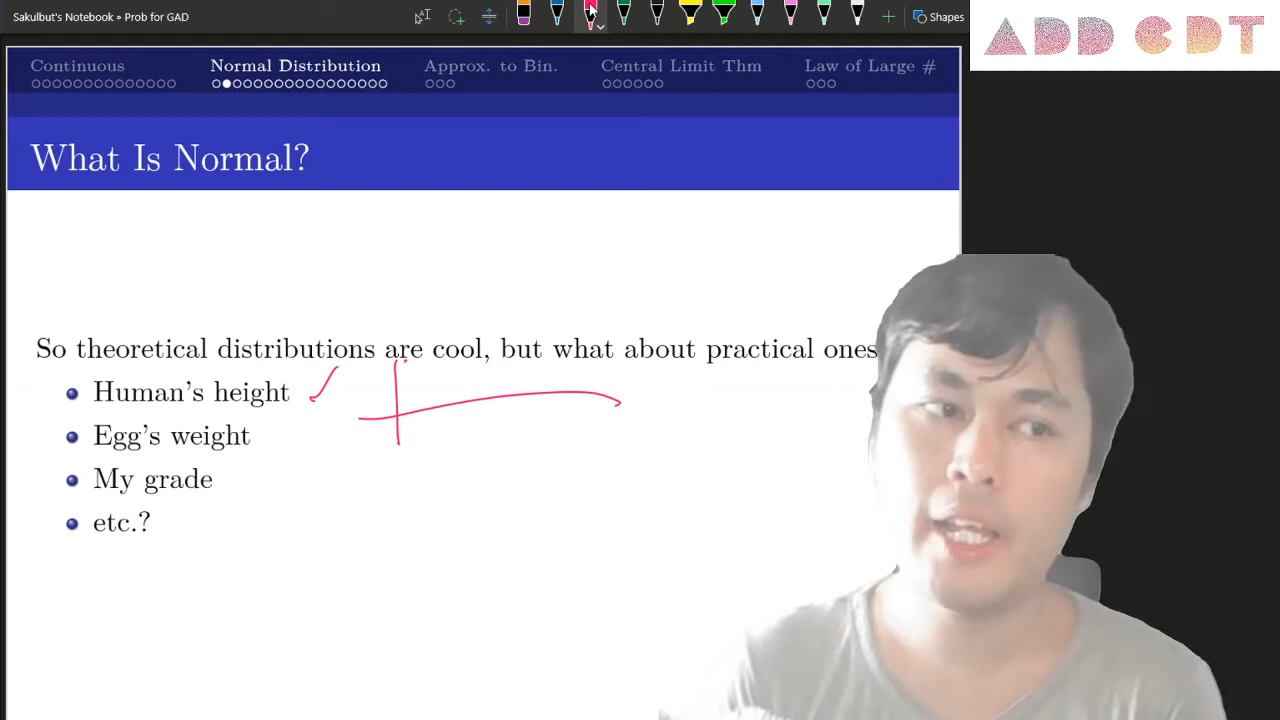 Sakulbut's Notebook » Prob for GAD
Shapes
ADD CDT
Continuous
Normal Distribution
Approx. to Bin.
Central Limit Thm
Law of Large #
What Is Normal?
So theoretical distributions are cool, but what about practical ones
Human's height
Egg's weight
My grade
etc.?